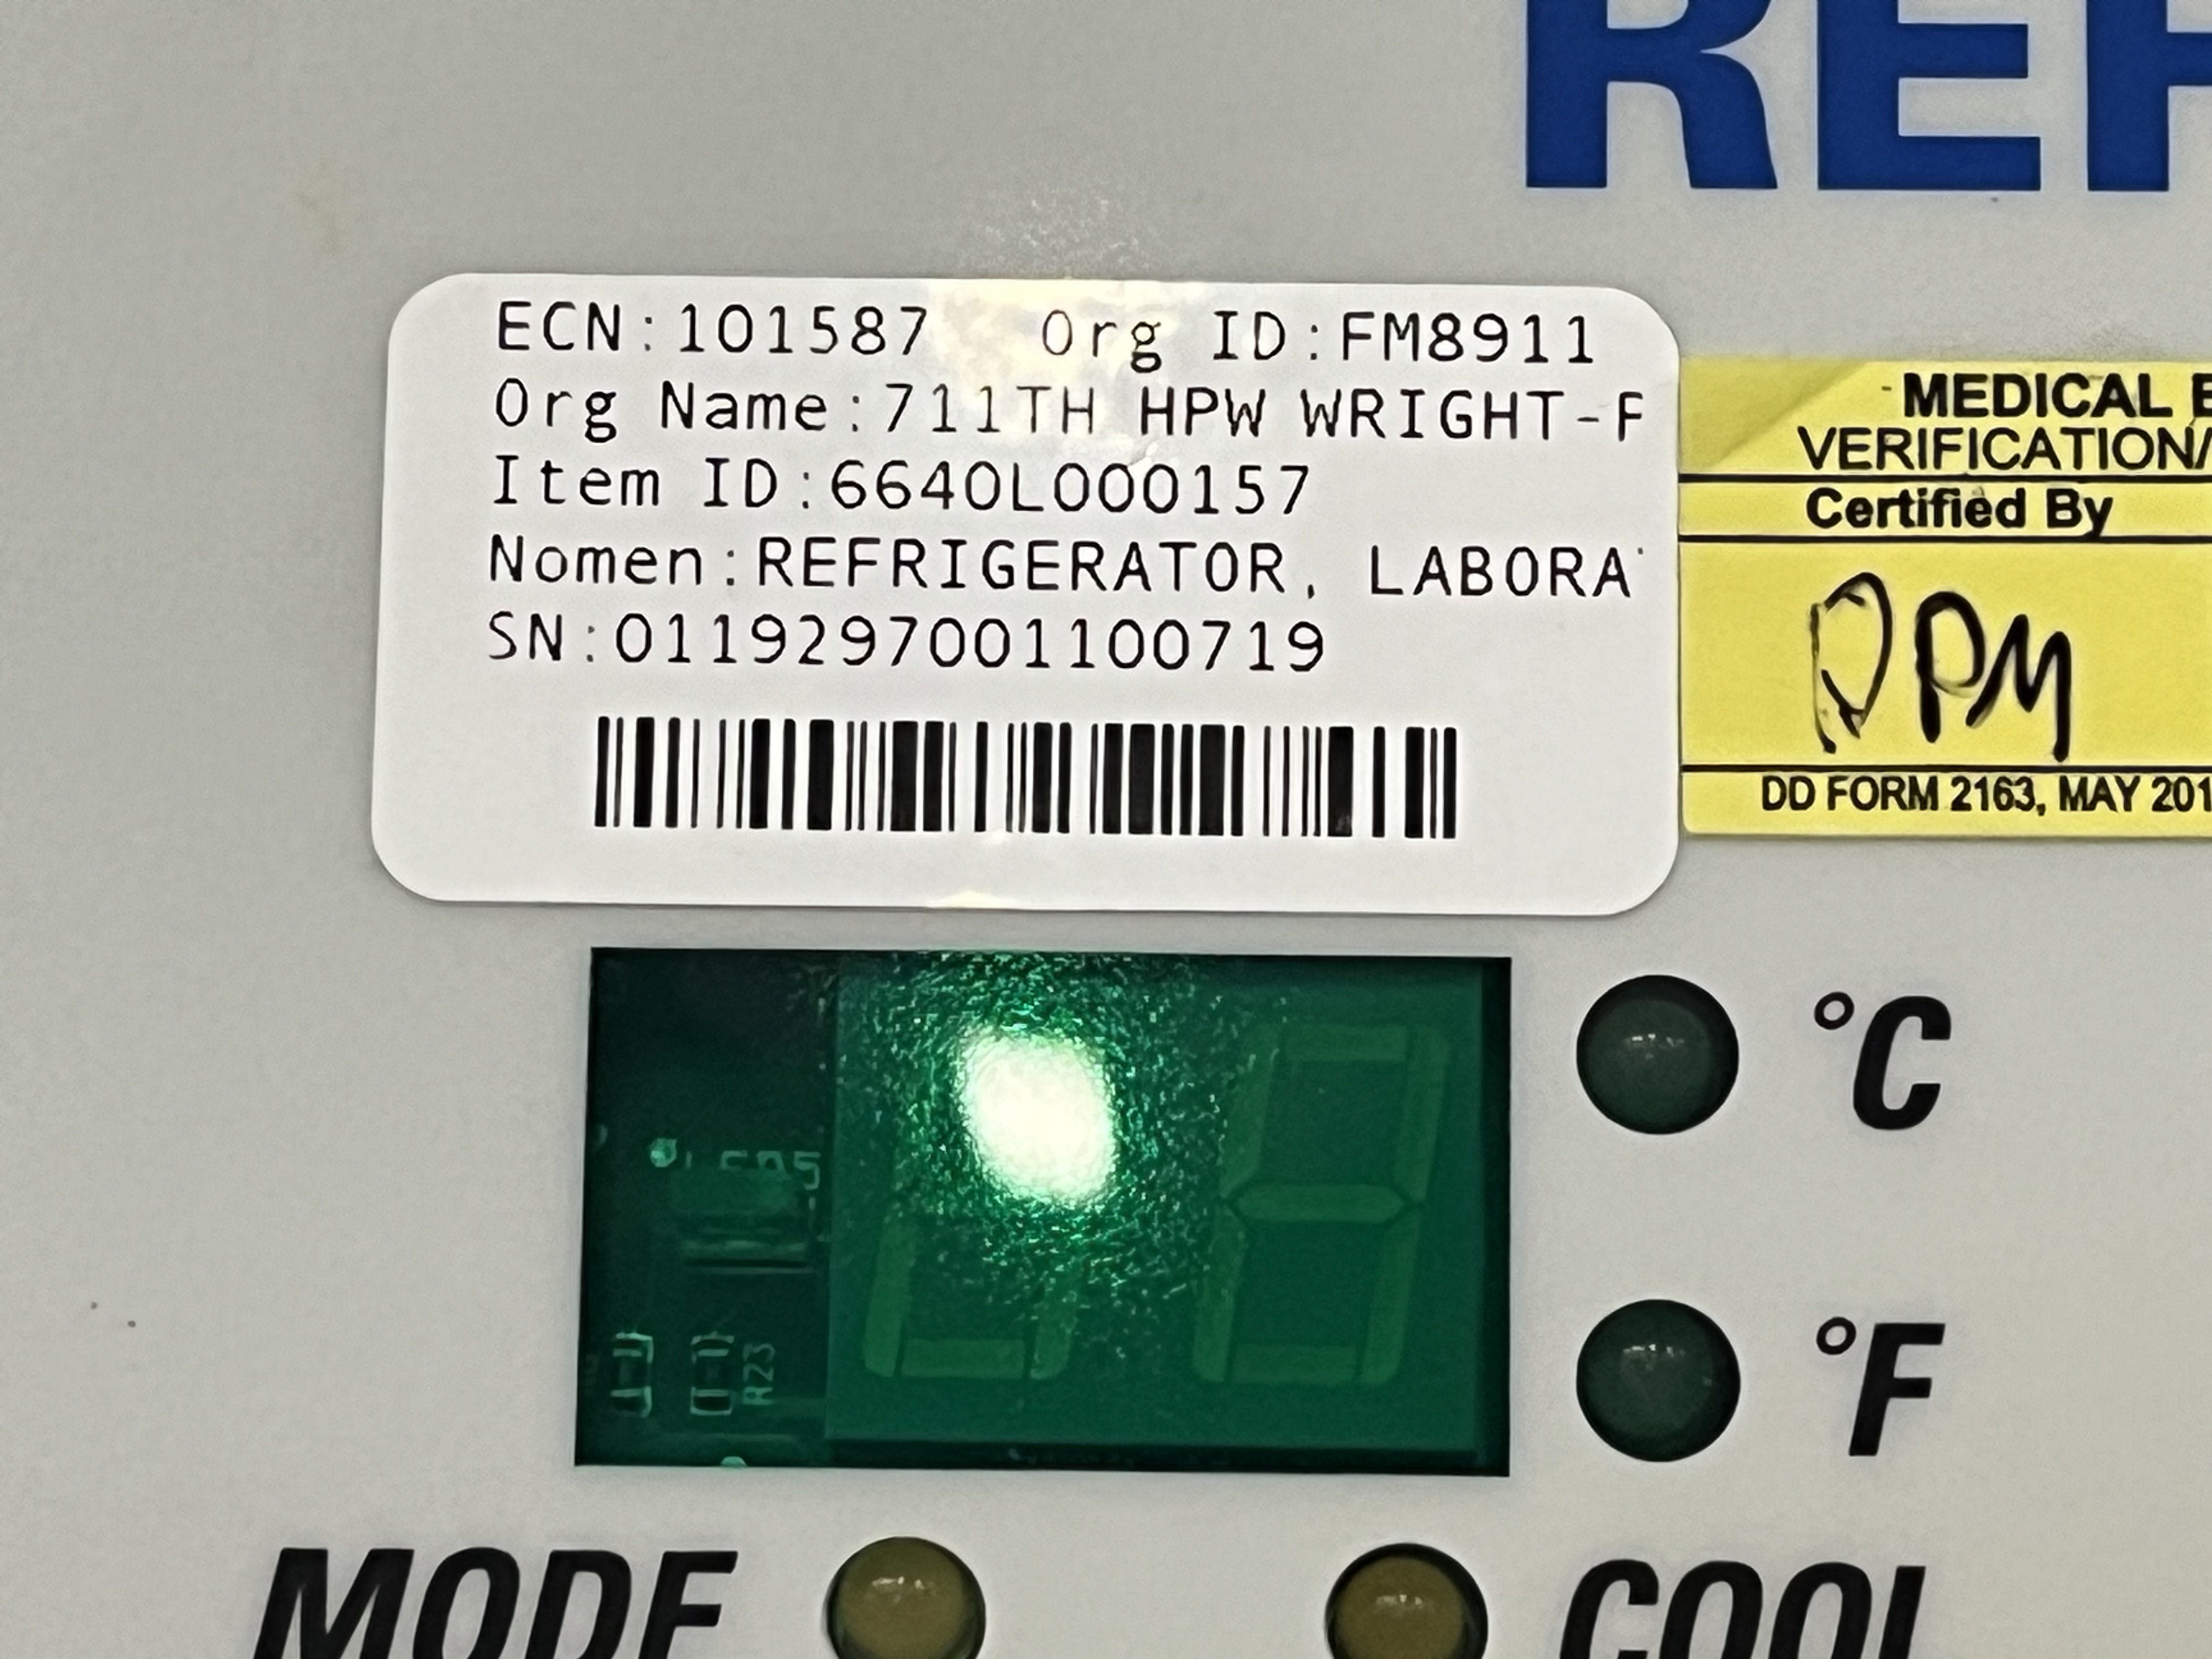 REF
ECN:101587 Org ID:FM8911
Org Name:711TH HPW WRIGHT-F
Item ID:6640L000157
Nomen:REFRIGERATOR, LABORA
SN:0119297001100719
MEDICAL E
VERIFICATION/
Certified By
DPM
DD FORM 2163, MAY 201
°C
°F
R23
MODE
COOL